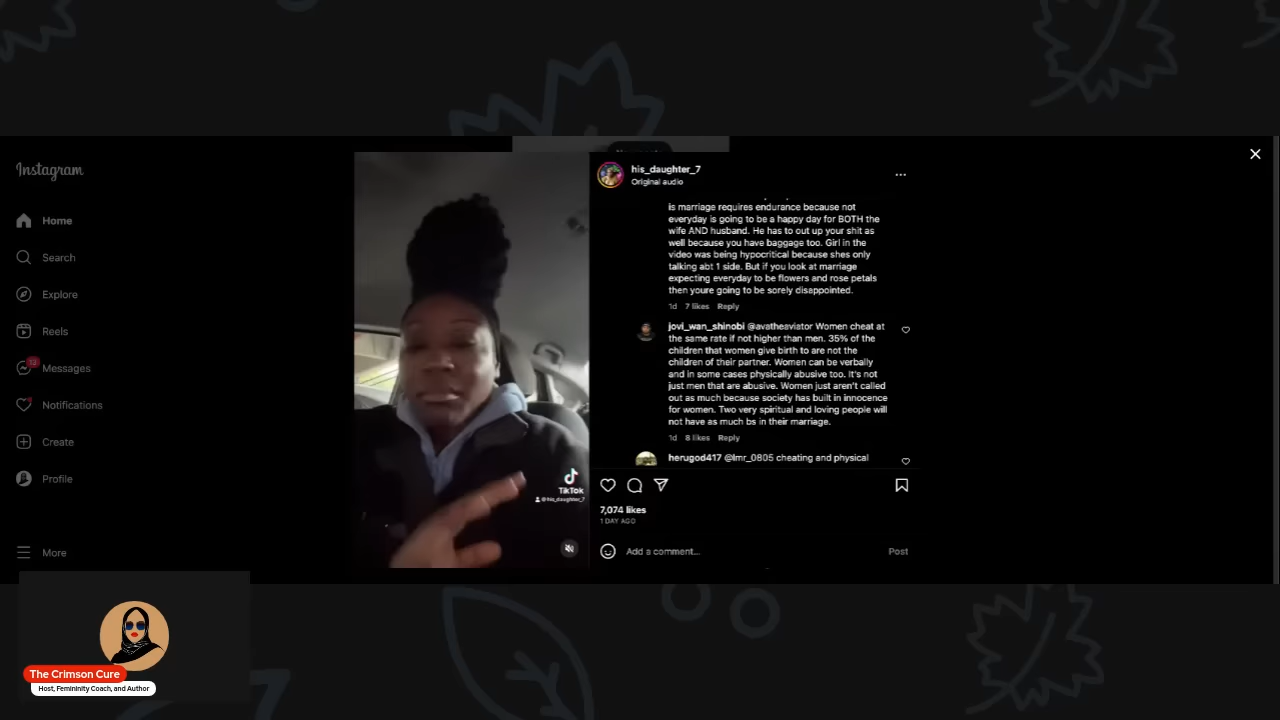 Instagram
Home
Search
Explore
Reels
Messages
Notifications
Create
Profile
More
his_daughter_7
Original audio
is marriage requires endurance because not
everyday is going to be a happy day for BOTH the
wife AND husband. He has to out up your shit as
well because you have baggage too. Girl in the
video was being hypocritical because shes only
talking abt 1 side. But if you look at marriage
expecting everyday to be flowers and rose petals
then youre going to be sorely disappointed.
1d 7 likes Reply
jovi_wan_shinobi @avatheaviator Women cheat at
the same rate if not higher than men. 35% of the
children that women give birth to are not the
children of their partner. Women can be verbally
and in some cases physically abusive too. It's not
just men that are abusive. Women just aren't called
out as much because society has built in innocence
for women. Two very spiritual and loving people will
not have as much bs in their marriage.
1d 8 likes Reply
herugod417 @lmr_0805 cheating and physical
7,074 likes
1 DAY AGO
Add a comment...
Post
TikTok
@his_daughter_7
The Crimson Cure
Host, Femininity Coach, and Author